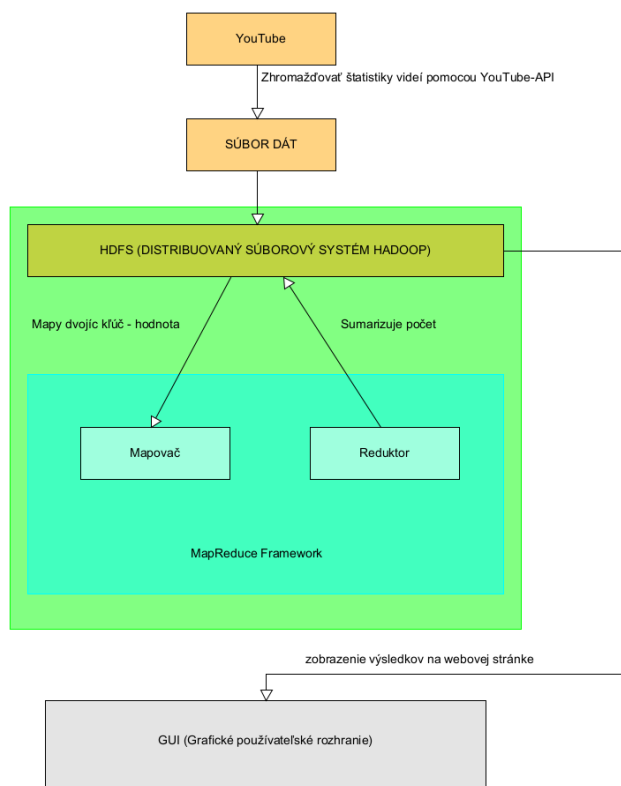 YouTube
Zhromažďovať štatistiky videí pomocou YouTube-API
SÚBOR DÁT
HDFS (DISTRIBUOVANÝ SÚBOROVÝ SYSTÉM HADOOP)
Mapy dvojíc kľúč - hodnota
Sumarizuje počet
Mapovač
Reduktor
MapReduce Framework
zobrazenie výsledkov na webovej stránke
GUI (Grafické používateľské rozhranie)